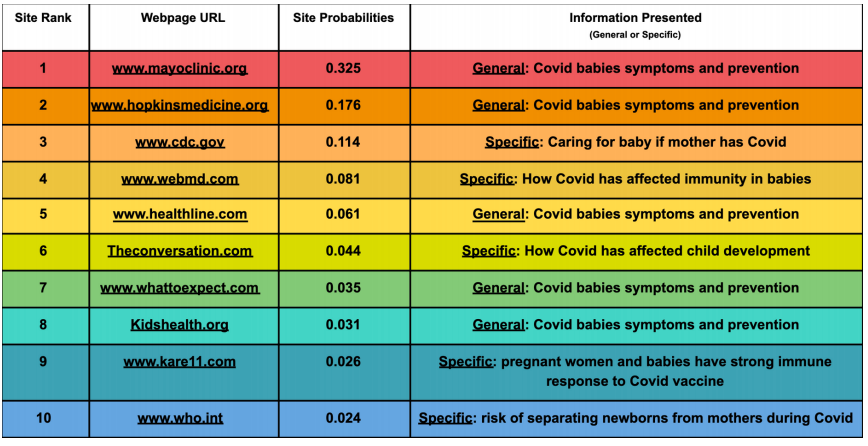 Site Rank Webpage URL Site Probabilities Information Presented
(General or Specific)
1 www.mayoclinic.org 0.325 General: Covid babies symptoms and prevention
2 www.hopkinsmedicine.org 0.176 General: Covid babies symptoms and prevention
3 www.cdc.gov 0.114 Specific: Caring for baby if mother has Covid
4 www.webmd.com 0.081 Specific: How Covid has affected immunity in babies
5 www.healthline.com 0.061 General: Covid babies symptoms and prevention
6 Theconversation.com 0.044 Specific: How Covid has affected child development
7 www.whattoexpect.com 0.035 General: Covid babies symptoms and prevention
8 Kidshealth.org 0.031 General: Covid babies symptoms and prevention
9 www.kare11.com 0.026 Specific: pregnant women and babies have strong immune
response to Covid vaccine
10 www.who.int 0.024 Specific: risk of separating newborns from mothers during Covid